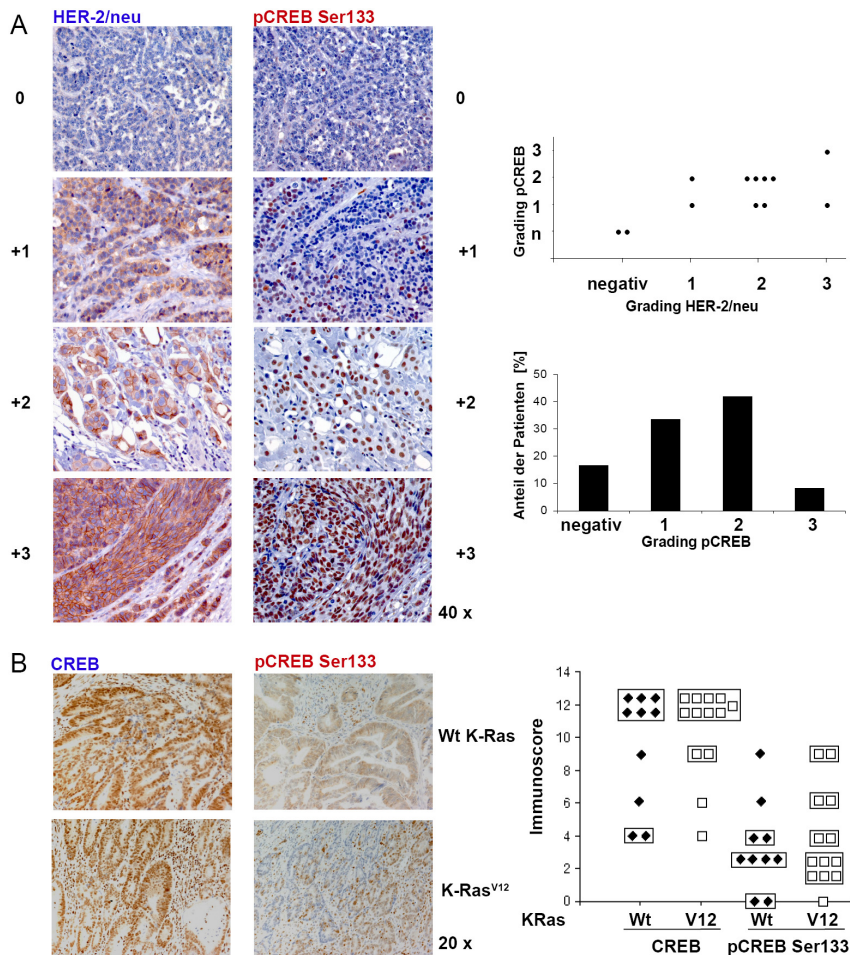 A
HER-2/neu
pCREB Ser133
0
0
+1
+1
+2
+2
+3
+3
40 x
Grading pCREB
3
2
1
n
negativ 1 2 3
Grading HER-2/neu
Anteil der Patienten [%]
50
40
30
20
10
0
negativ 1 2 3
Grading pCREB
B
CREB
pCREB Ser133
Wt K-Ras
K-RasV12
20 x
Immunoscore
14
12
10
8
6
4
2
0
KRas Wt V12 Wt V12
CREB pCREB Ser133